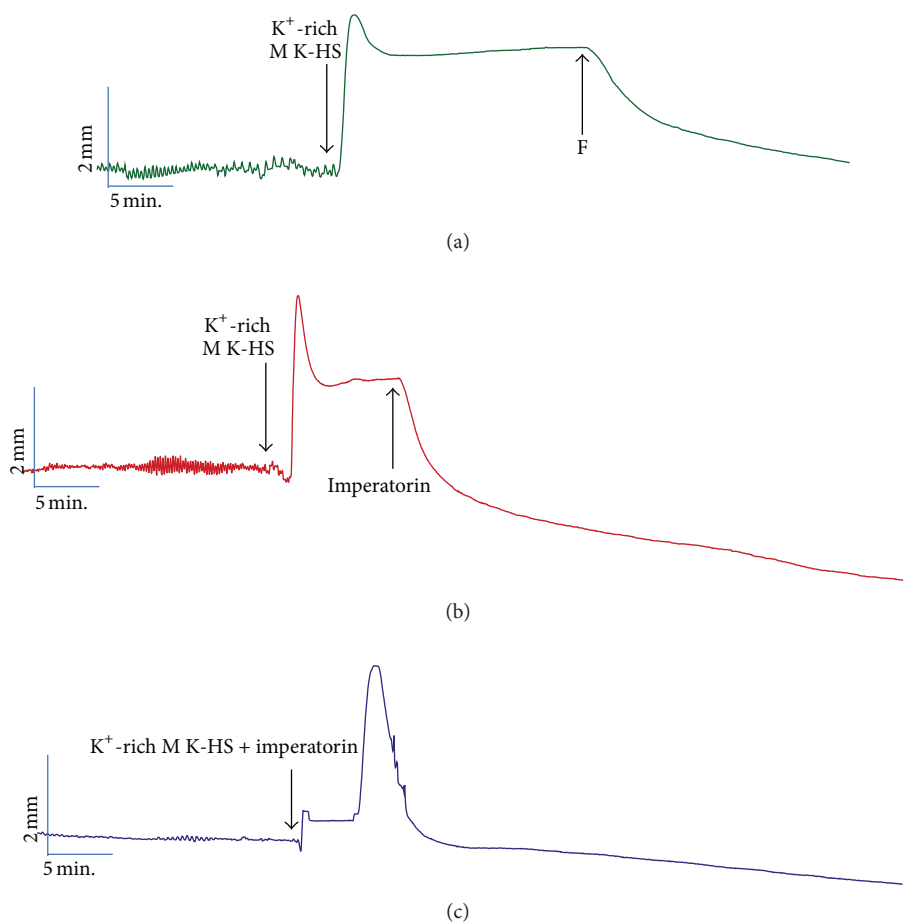 K⁺-rich
M K-HS
2 mm
5 min.
F
(a)
K⁺-rich
M K-HS
2 mm
5 min.
Imperatorin
(b)
K⁺-rich M K-HS + imperatorin
2 mm
5 min.
(c)